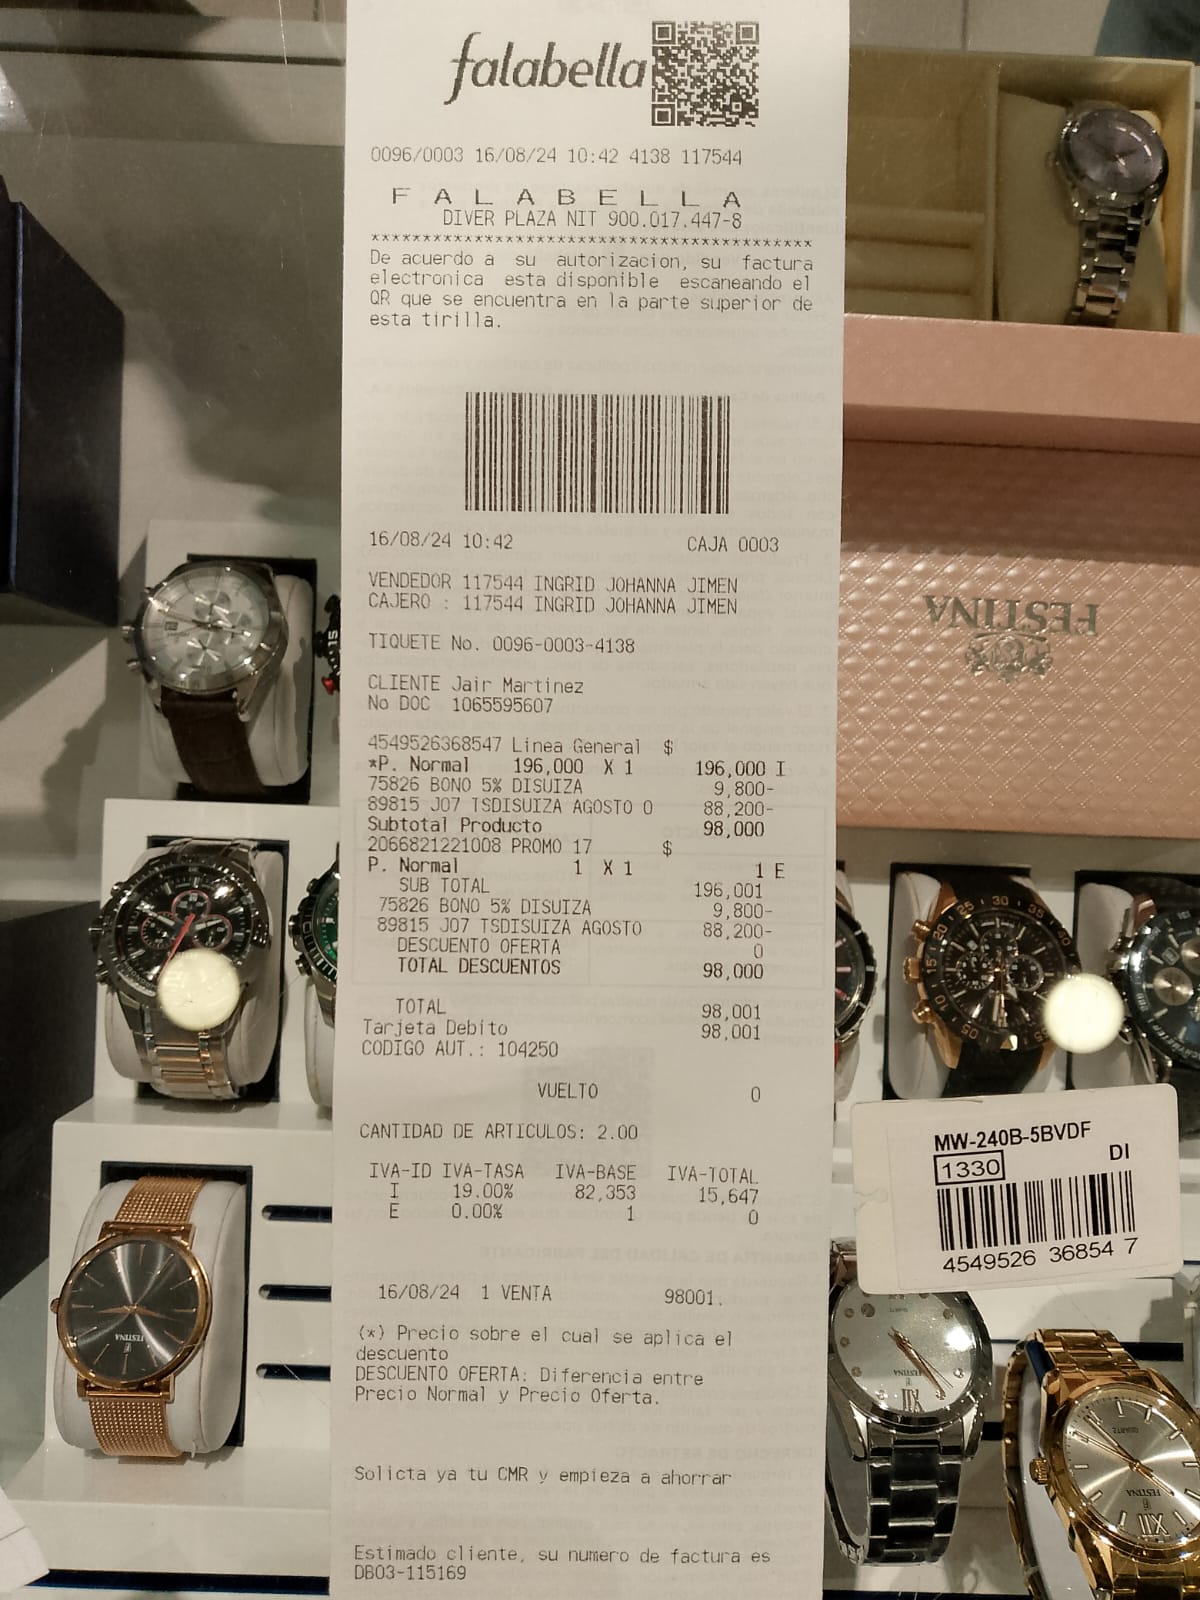 falabella
0096/0003 16/08/24 10:42 4138 117544
F A L A B E L L A
DIVER PLAZA NIT 900.017.447-8
*******************************************
De acuerdo a su autorizacion, su factura
electronica esta disponible escaneando el
QR que se encuentra en la parte superior de
esta tirilla.
16/08/24 10:42 CAJA 0003
VENDEDOR 117544 INGRID JOHANNA JIMEN
CAJERO : 117544 INGRID JOHANNA JIMEN
TIQUETE No. 0096-0003-4138
CLIENTE Jair Martinez
No DOC 1065595607
4549526368547 Linea General $
*P. Normal 196,000 X 1 196,000 I
75826 BONO 5% DISUIZA 9,800-
89815 J07 TSDISUIZA AGOSTO 0 88,200-
Subtotal Producto 98,000
2066821221008 PROMO 17 $
P. Normal 1 X 1 1 E
SUB TOTAL 196,001
75826 BONO 5% DISUIZA 9,800-
89815 J07 TSDISUIZA AGOSTO 88,200-
DESCUENTO OFERTA 0
TOTAL DESCUENTOS 98,000
TOTAL 98,001
Tarjeta Debito 98,001
CODIGO AUT.: 104250
VUELTO 0
CANTIDAD DE ARTICULOS: 2.00
IVA-ID IVA-TASA IVA-BASE IVA-TOTAL
I 19.00% 82,353 15,647
E 0.00% 1 0
16/08/24 1 VENTA 98001.
(*) Precio sobre el cual se aplica el
descuento
DESCUENTO OFERTA: Diferencia entre
Precio Normal y Precio Oferta.
Solicta ya tu CMR y empieza a ahorrar
Estimado cliente, su numero de factura es
DB03-115169
FESTINA
MW-240B-5BVDF
1330 DI
4549526 36854 7
FESTINA
FESTINA
QUARTZ
FESTINA
XII
QUARTZ
FESTINA
XII
25 30 35